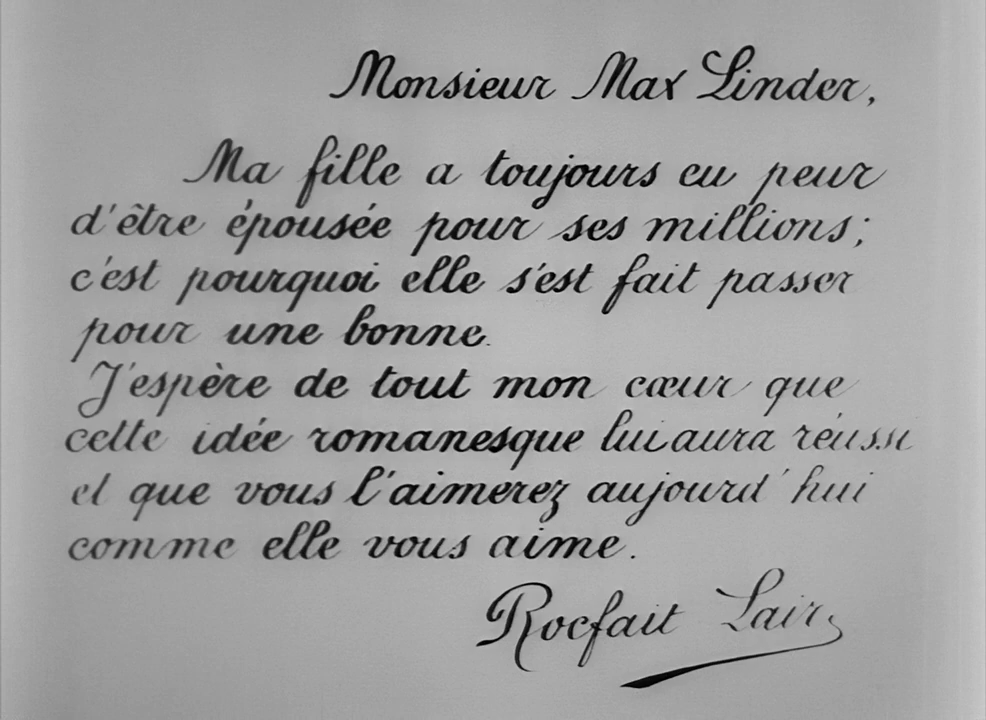 Monsieur Max Linder,
Ma fille a toujours eu peur
d'être épousée pour ses millions;
c'est pourquoi elle s'est fait passer
pour une bonne.
J'espère de tout mon cœur que
cette idée romanesque lui aura réussi
et que vous l'aimerez aujourd'hui
comme elle vous aime.
Rocfait Lair